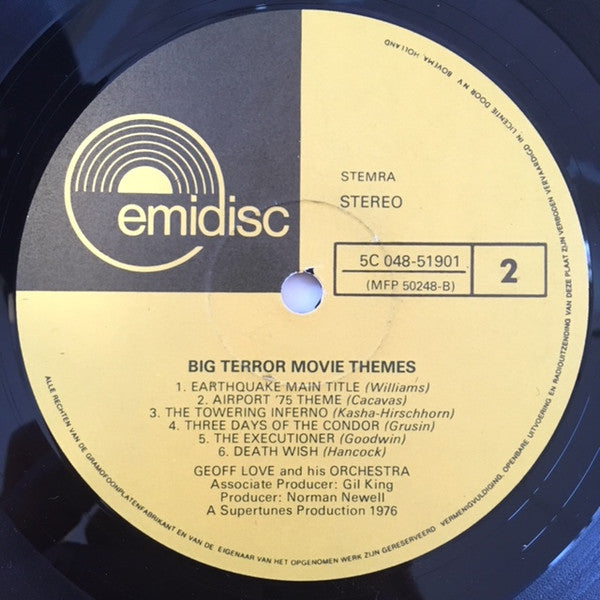 emidisc
STEMRA
STEREO
5C 048-51901
(MFP 50248-B)
2
BIG TERROR MOVIE THEMES
1. EARTHQUAKE MAIN TITLE (Williams)
2. AIRPORT '75 THEME (Cacavas)
3. THE TOWERING INFERNO (Kasha-Hirschhorn)
4. THREE DAYS OF THE CONDOR (Grusin)
5. THE EXECUTIONER (Goodwin)
6. DEATH WISH (Hancock)
GEOFF LOVE and his ORCHESTRA
Associate Producer: Gil King
Producer: Norman Newell
A Supertunes Production 1976
ALLE RECHTEN VAN DE GRAMOFOONPLATENFABRIKANT EN VAN DE EIGENAAR VAN HET OPGENOMEN WERK ZIJN GERESERVEERD. VERMENIGVULDIGING, OPENBARE UITVOERING EN RADIOUITZENDING VAN DEZE PLAAT ZIJN VERBODEN VERVAARDIGD IN LICENTIE DOOR N.V. BOVEMA, HOLLAND